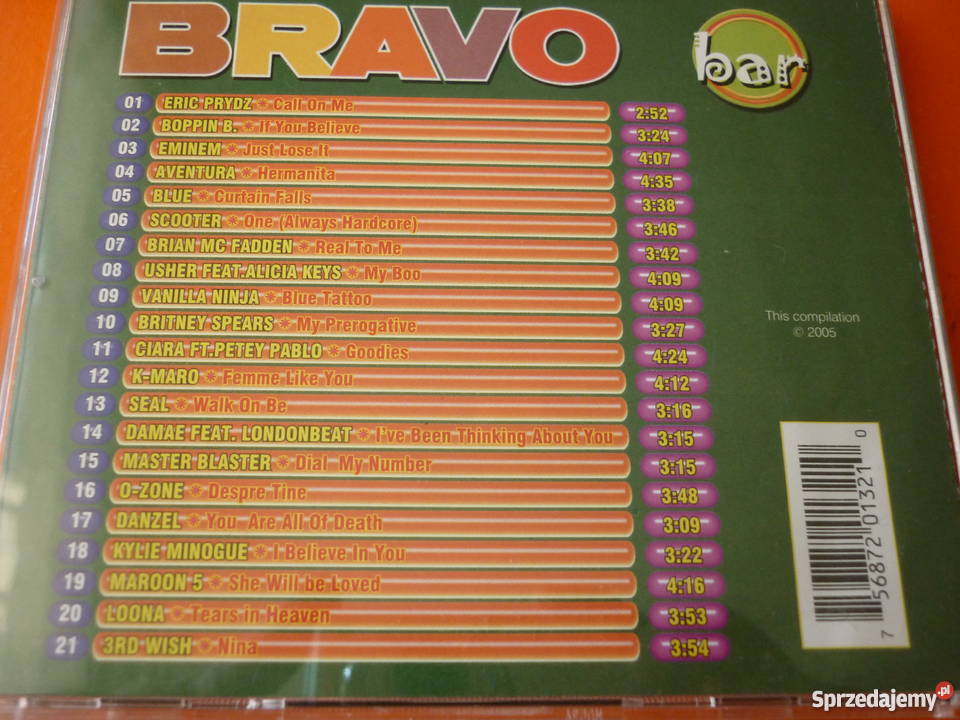 BRAVO
bar
01 ERIC PRYDZ * Call On Me 2:52
02 BOPPIN B. * If You Believe 3:24
03 EMINEM * Just Lose It 4:07
04 AVENTURA * Hermanita 4:35
05 BLUE * Curtain Falls 3:38
06 SCOOTER * One (Always Hardcore) 3:46
07 BRIAN MC FADDEN * Real To Me 3:42
08 USHER FEAT.ALICIA KEYS * My Boo 4:09
09 VANILLA NINJA * Blue Tattoo 4:09
10 BRITNEY SPEARS * My Prerogative 3:27
11 CIARA FT.PETEY PABLO * Goodies 4:24
12 K-MARO * Femme Like You 4:12
13 SEAL * Walk On Be 3:16
14 DAMAE FEAT. LONDONBEAT * I've Been Thinking About You 3:15
15 MASTER BLASTER * Dial My Number 3:15
16 O-ZONE * Despre Tine 3:48
17 DANZEL * You Are All Of Death 3:09
18 KYLIE MINOGUE * I Believe In You 3:22
19 MAROON 5 * She Will be Loved 4:16
20 LOONA * Tears in Heaven 3:53
21 3RD WISH * Nina 3:54
This compilation
© 2005
7 56872 01321 0
Sprzedajemy.pl